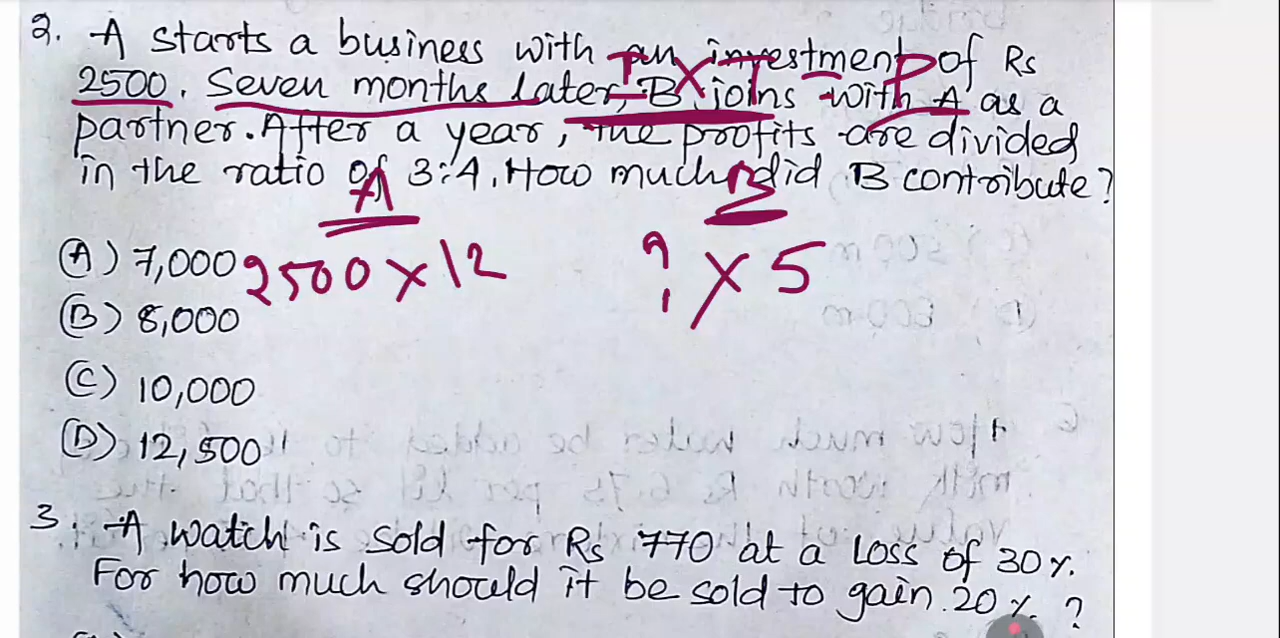 2. A starts a business with an investment of Rs
2500. Seven months later, B joins with A as a
partner. After a year, the profits are divided
in the ratio of 3:4. How much did B contribute?
I × T = P
A
B
(A) 7,000
2500 × 12
? × 5
(B) 8,000
(C) 10,000
(D) 12,500
3. A watch is sold for Rs 770 at a loss of 30%.
For how much should it be sold to gain 20%?